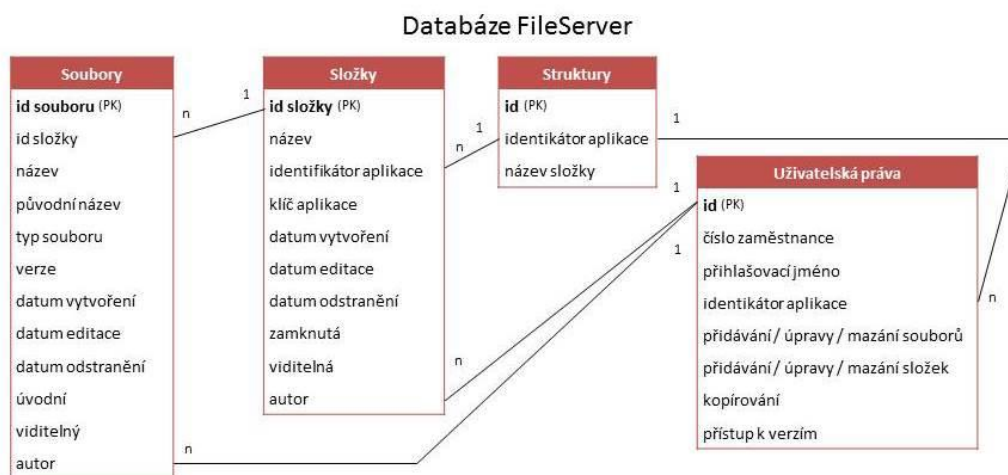 Databáze FileServer
Soubory
id souboru (PK)
id složky
název
původní název
typ souboru
verze
datum vytvoření
datum editace
datum odstranění
úvodní
viditelný
autor
n
1
n
Složky
id složky (PK)
název
identifikátor aplikace
klíč aplikace
datum vytvoření
datum editace
datum odstranění
zamknutá
viditelná
autor
1
n
n
Struktury
id (PK)
identikátor aplikace
název složky
1
n
1
1
Uživatelská práva
id (PK)
číslo zaměstnance
přihlašovací jméno
identikátor aplikace
přidávání / úpravy / mazání souborů
přidávání / úpravy / mazání složek
kopírování
přístup k verzím